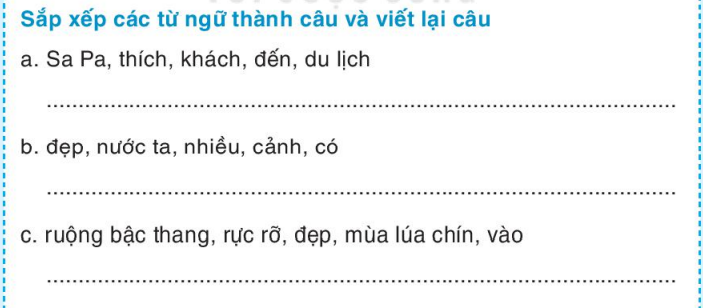 Sắp xếp các từ ngữ thành câu và viết lại câu
a. Sa Pa, thích, khách, đến, du lịch
b. đẹp, nước ta, nhiều, cảnh, có
c. ruộng bậc thang, rực rỡ, đẹp, mùa lúa chín, vào